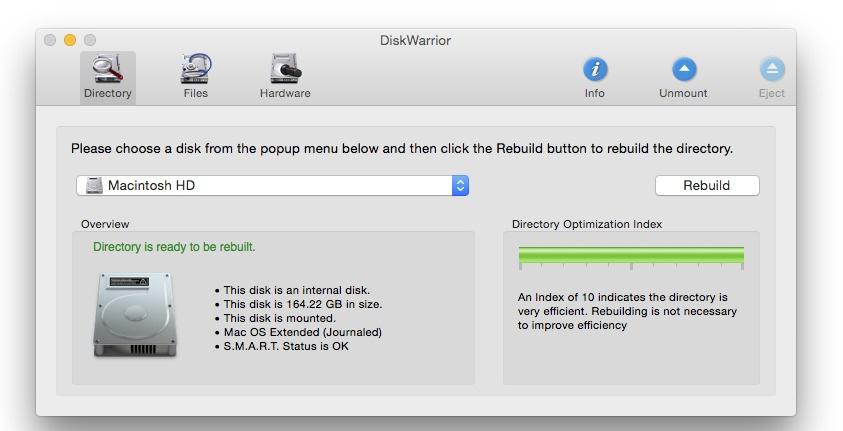 DiskWarrior
Directory
Files
Hardware
Info
Unmount
Eject
Please choose a disk from the popup menu below and then click the Rebuild button to rebuild the directory.
Macintosh HD
Rebuild
Overview
Directory is ready to be rebuilt.
• This disk is an internal disk.
• This disk is 164.22 GB in size.
• This disk is mounted.
• Mac OS Extended (Journaled)
• S.M.A.R.T. Status is OK
Directory Optimization Index
An Index of 10 indicates the directory is
very efficient. Rebuilding is not necessary
to improve efficiency